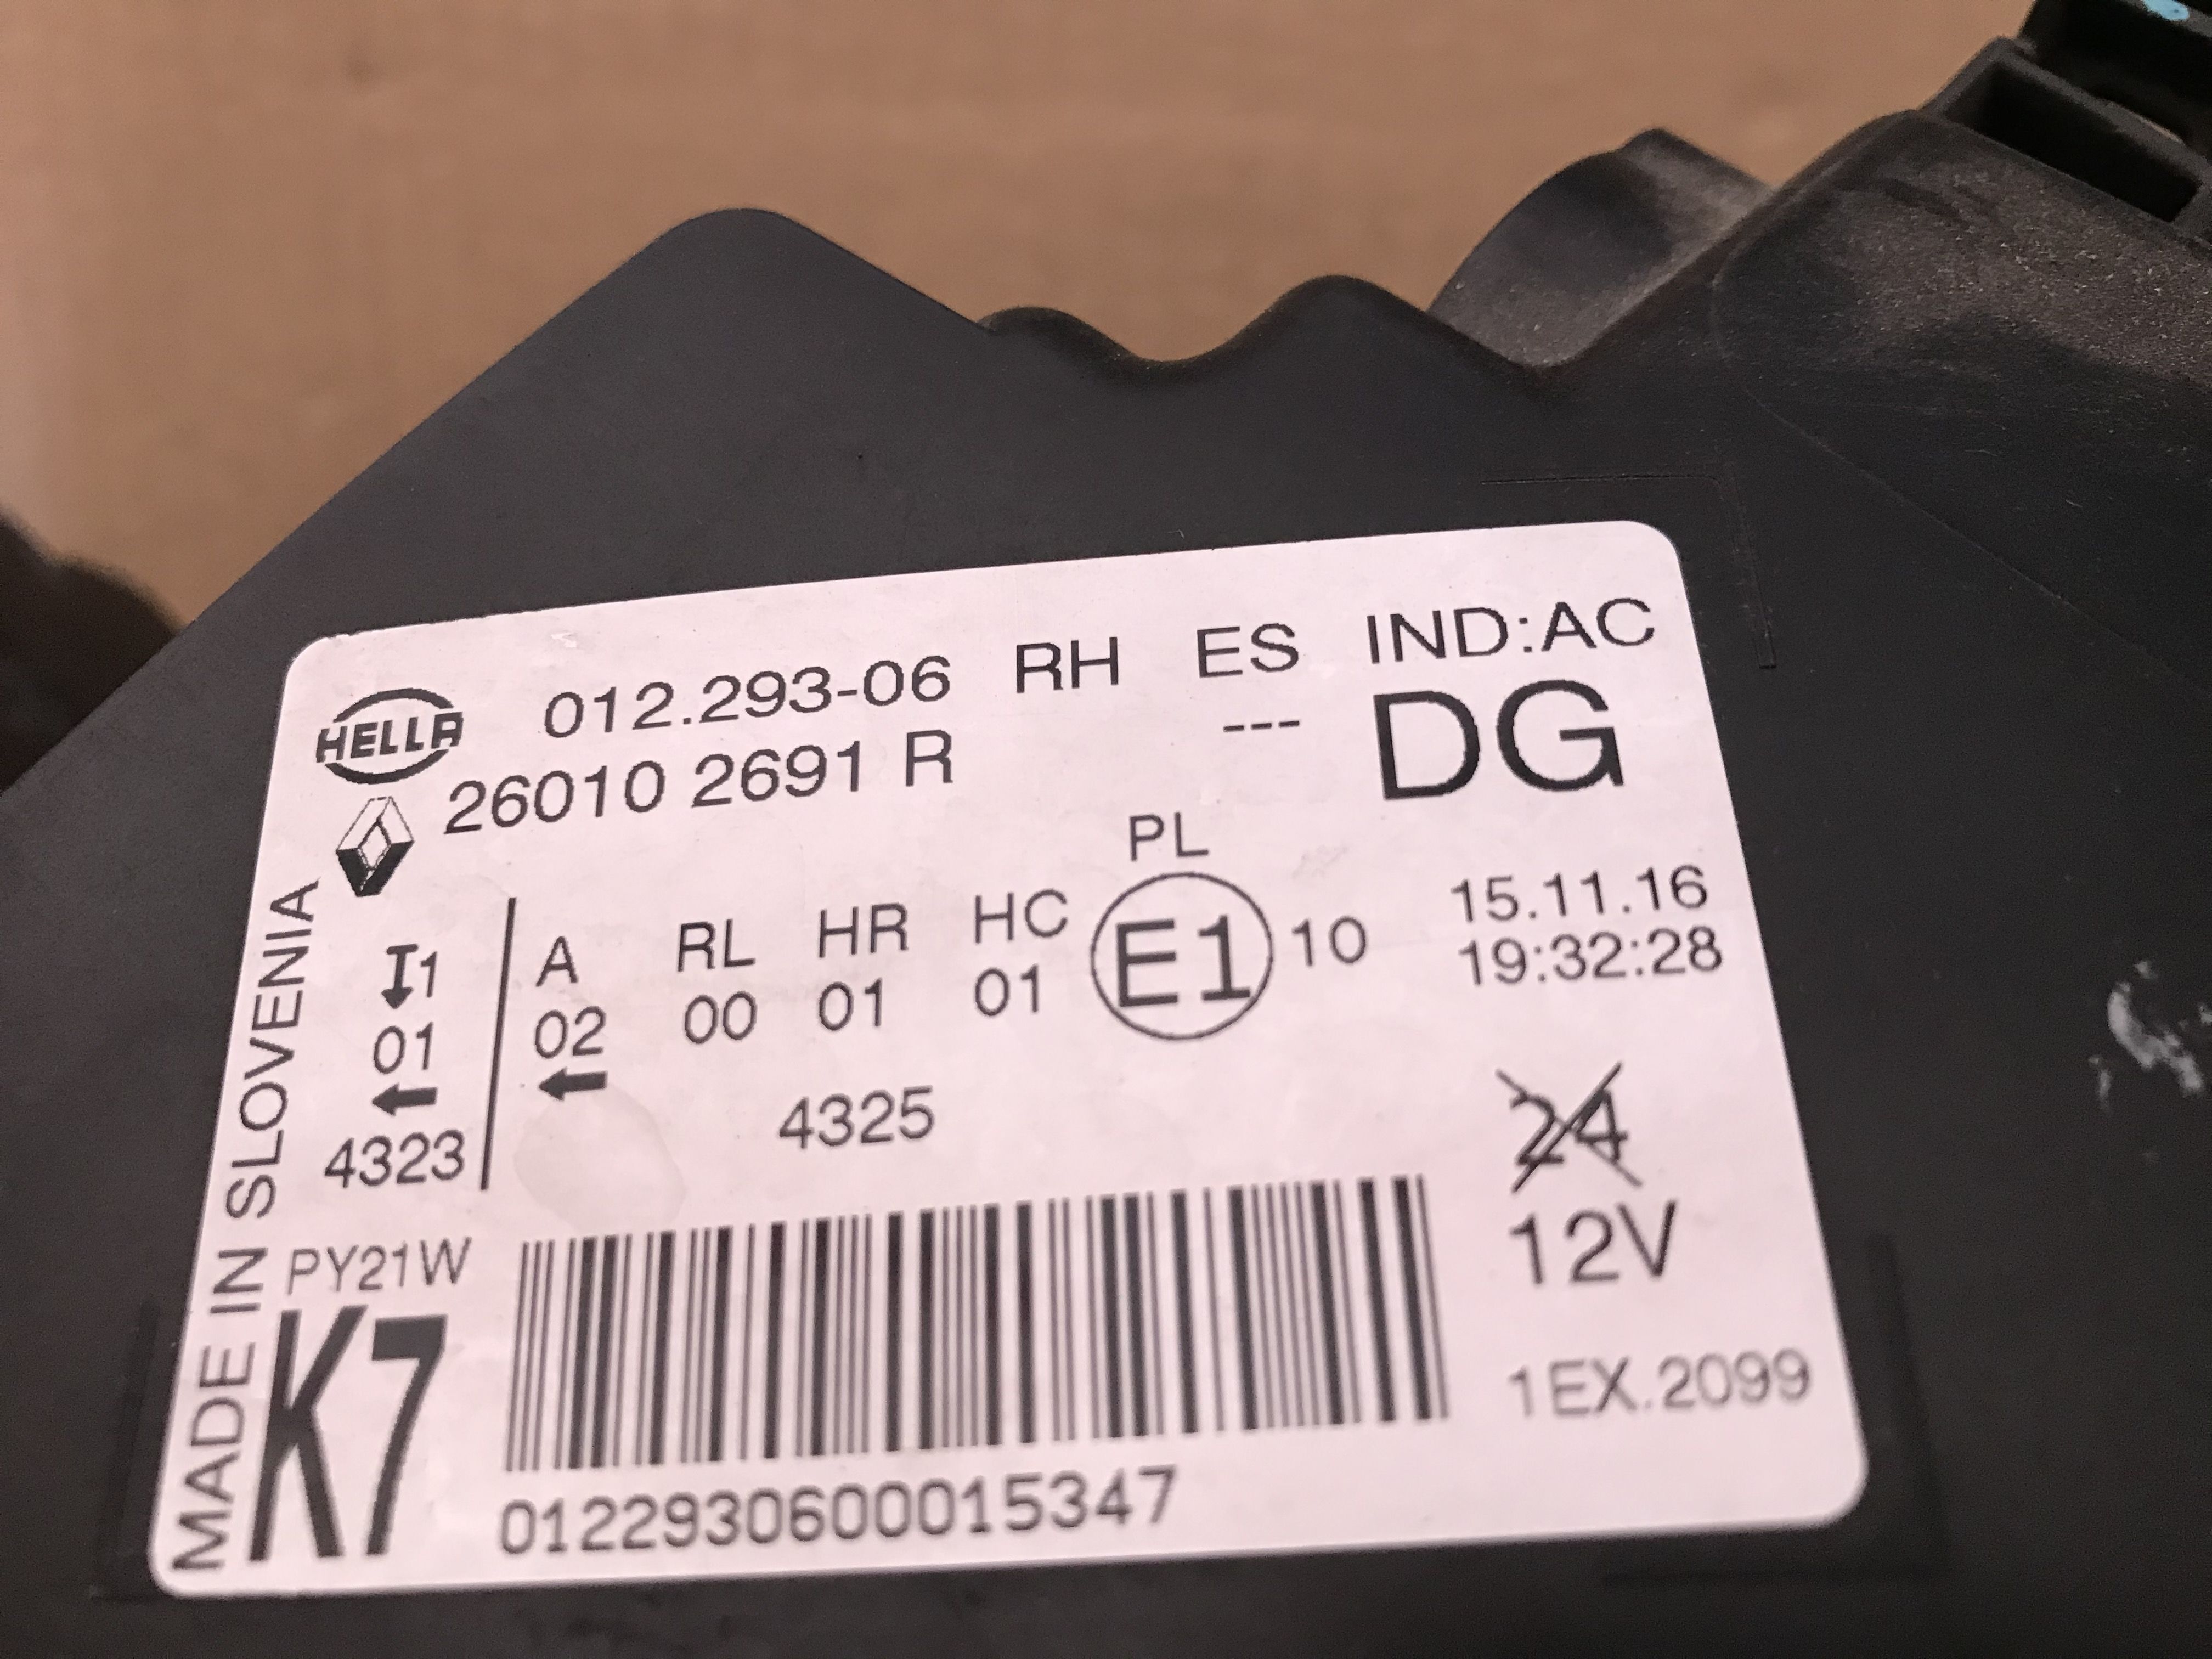 012.293-06 RH ES IND:AC
HELLA
26010 2691 R --- DG
PL
I1 A RL HR HC E1 10 15.11.16
01 02 00 01 01 19:32:28
4323 4325 24
12V
PY21W
K7
1EX.2099
0122930600015347
MADE IN SLOVENIA